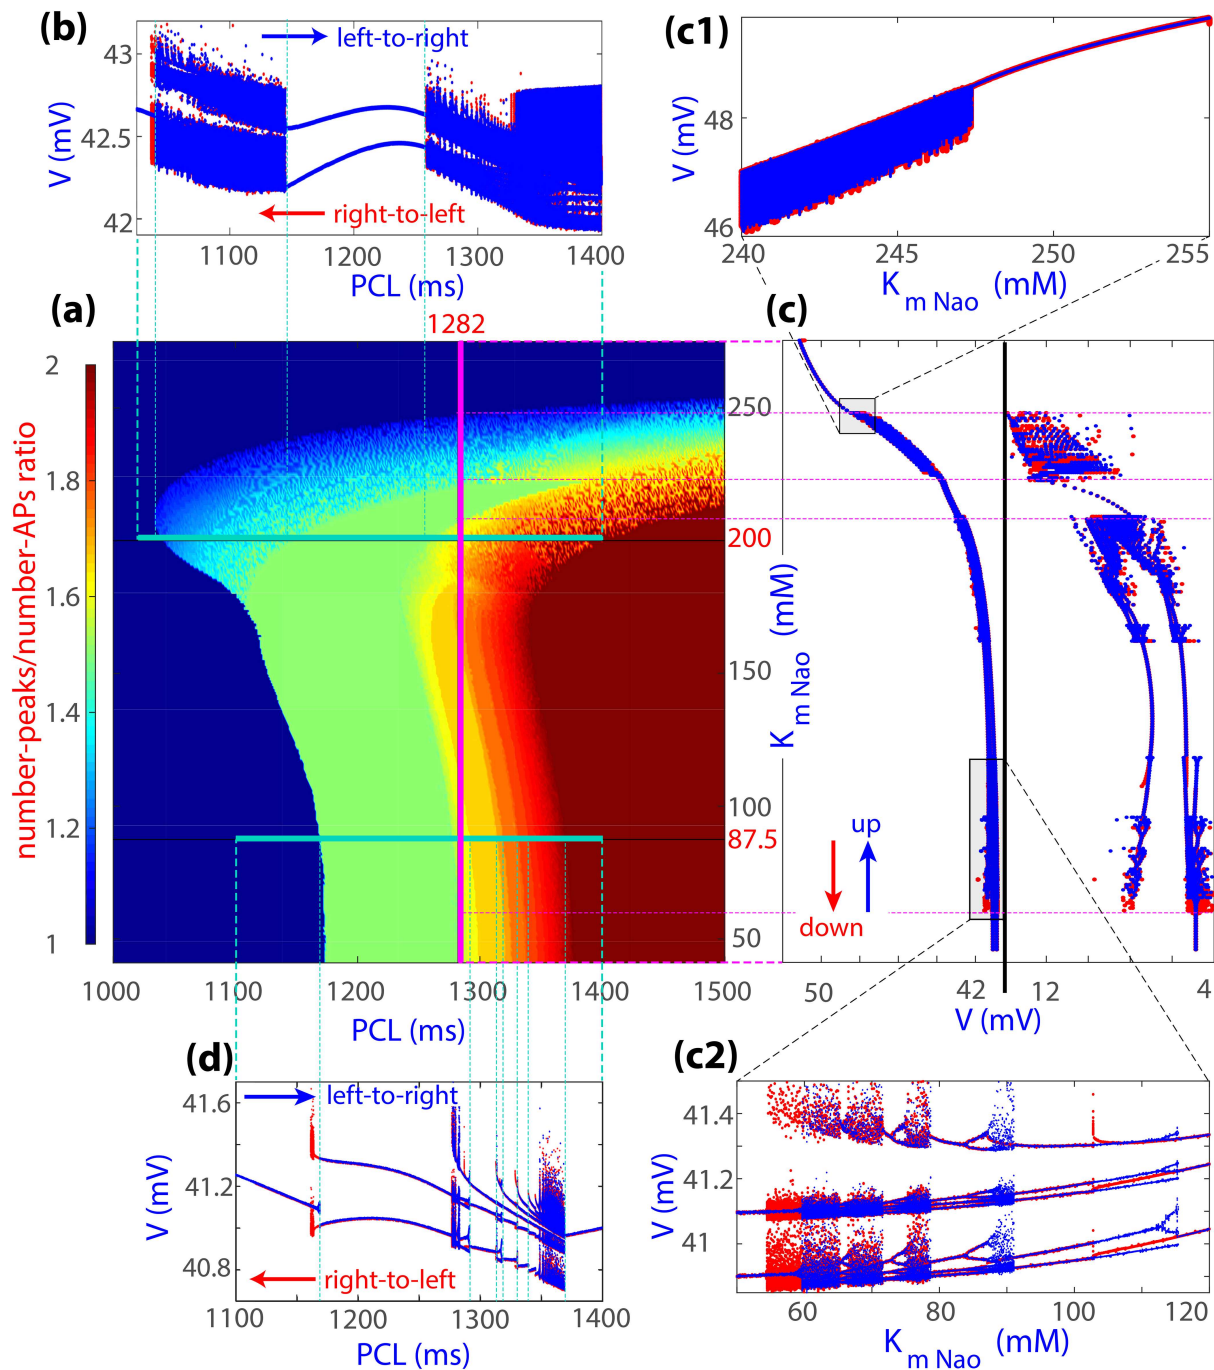 (b)
left-to-right
right-to-left
43
42.5
42
V (mV)
1100
1200
1300
1400
PCL (ms)
(c1)
48
46
V (mV)
240
245
250
255
K m Nao (mM)
(a)
1282
2
1.8
1.6
1.4
1.2
1
number-peaks/number-APs ratio
1000
1100
1200
1300
1400
1500
PCL (ms)
250
200
150
100
87.5
50
K m Nao (mM)
(c)
up
down
50
42
12
4
V (mV)
(d)
left-to-right
right-to-left
41.6
41.2
40.8
V (mV)
1100
1200
1300
1400
PCL (ms)
(c2)
41.4
41.2
41
V (mV)
60
80
100
120
K m Nao (mM)